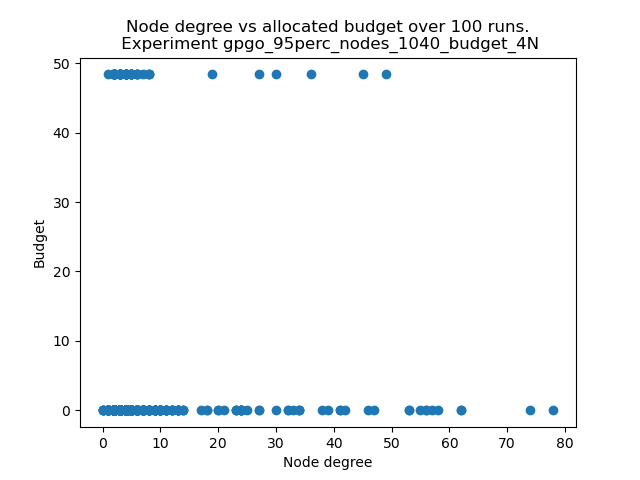 Node degree vs allocated budget over 100 runs.
Experiment gpgo_95perc_nodes_1040_budget_4N
50
40
30
20
10
0
Budget
0 10 20 30 40 50 60 70 80
Node degree